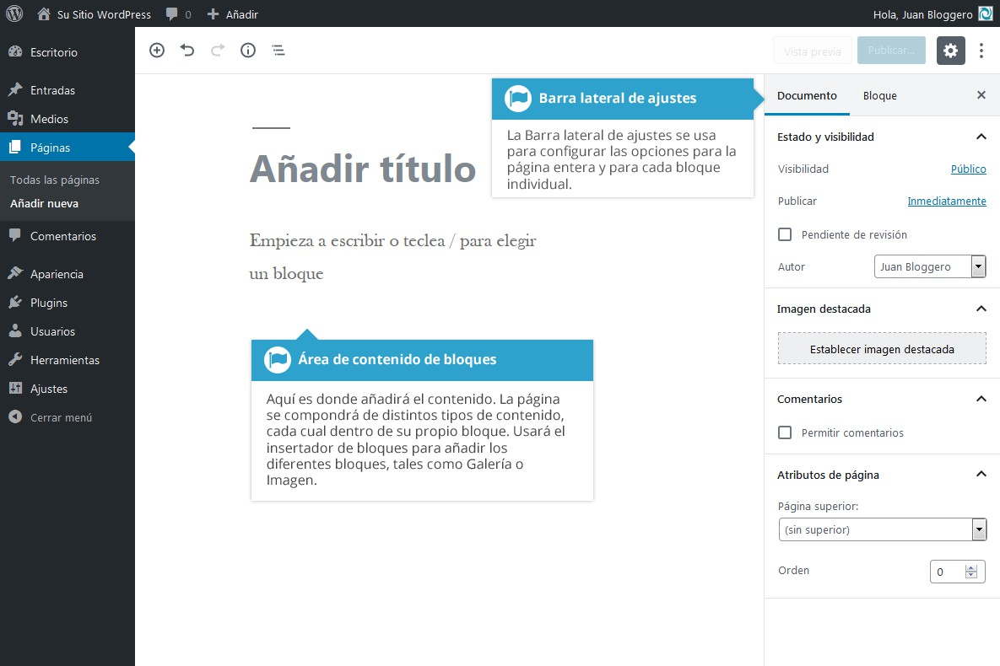 Su Sitio WordPress 0 Añadir Hola, Juan Bloggero
Escritorio
Entradas
Medios
Páginas
Todas las páginas
Añadir nueva
Comentarios
Apariencia
Plugins
Usuarios
Herramientas
Ajustes
Cerrar menú
Vista previa Publicar...
Barra lateral de ajustes
La Barra lateral de ajustes se usa
para configurar las opciones para la
página entera y para cada bloque
individual.
Añadir título
Empieza a escribir o teclea / para elegir
un bloque
Área de contenido de bloques
Aquí es donde añadirá el contenido. La página
se compondrá de distintos tipos de contenido,
cada cual dentro de su propio bloque. Usará el
insertador de bloques para añadir los
diferentes bloques, tales como Galería o
Imagen.
Documento Bloque
Estado y visibilidad
Visibilidad Público
Publicar Inmediatamente
Pendiente de revisión
Autor Juan Bloggero
Imagen destacada
Establecer imagen destacada
Comentarios
Permitir comentarios
Atributos de página
Página superior:
(sin superior)
Orden 0